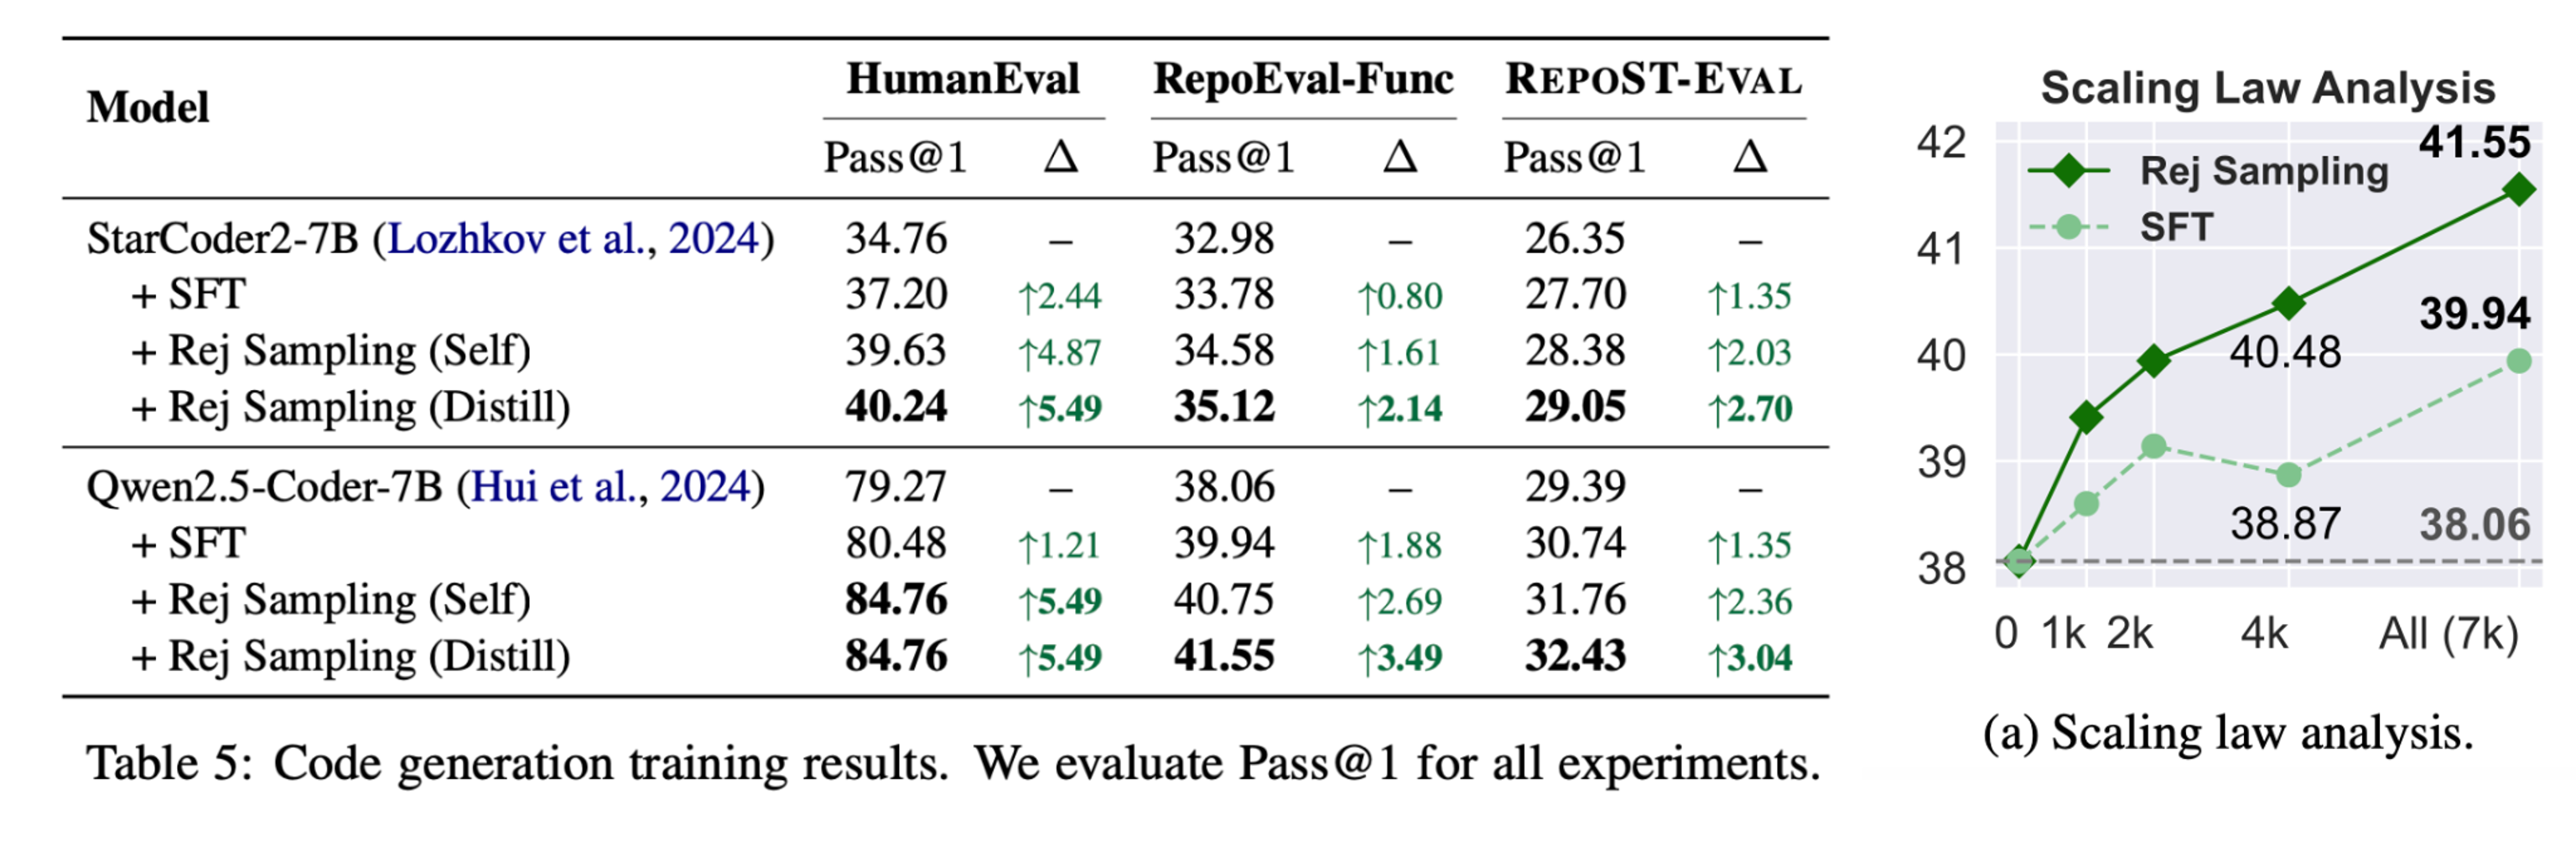 Model HumanEval RepoEval-Func REPOST-EVAL
Pass@1 Δ Pass@1 Δ Pass@1 Δ
StarCoder2-7B (Lozhkov et al., 2024) 34.76 – 32.98 – 26.35 –
+ SFT 37.20 ↑2.44 33.78 ↑0.80 27.70 ↑1.35
+ Rej Sampling (Self) 39.63 ↑4.87 34.58 ↑1.61 28.38 ↑2.03
+ Rej Sampling (Distill) 40.24 ↑5.49 35.12 ↑2.14 29.05 ↑2.70
Qwen2.5-Coder-7B (Hui et al., 2024) 79.27 – 38.06 – 29.39 –
+ SFT 80.48 ↑1.21 39.94 ↑1.88 30.74 ↑1.35
+ Rej Sampling (Self) 84.76 ↑5.49 40.75 ↑2.69 31.76 ↑2.36
+ Rej Sampling (Distill) 84.76 ↑5.49 41.55 ↑3.49 32.43 ↑3.04
Table 5: Code generation training results. We evaluate Pass@1 for all experiments.
Scaling Law Analysis
42
41.55
Rej Sampling
SFT
41
39.94
40
40.48
39
38.87
38.06
38
0 1k 2k 4k All (7k)
(a) Scaling law analysis.